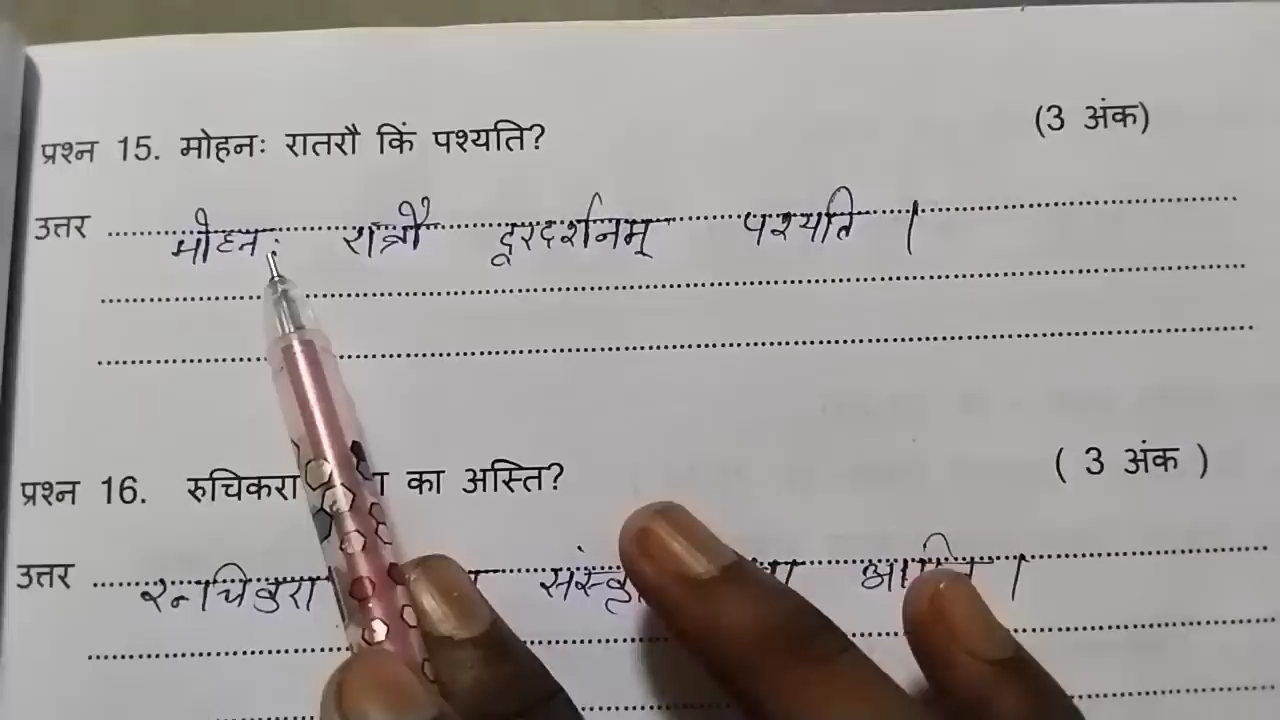 प्रश्न 15. मोहनः रातरौ किं पश्यति? (3 अंक)
उत्तर मोहनः रात्रौ दूरदर्शनम् पश्यति ।
प्रश्न 16. रुचिकरा का अस्ति? ( 3 अंक )
उत्तर रुचिकरा ।